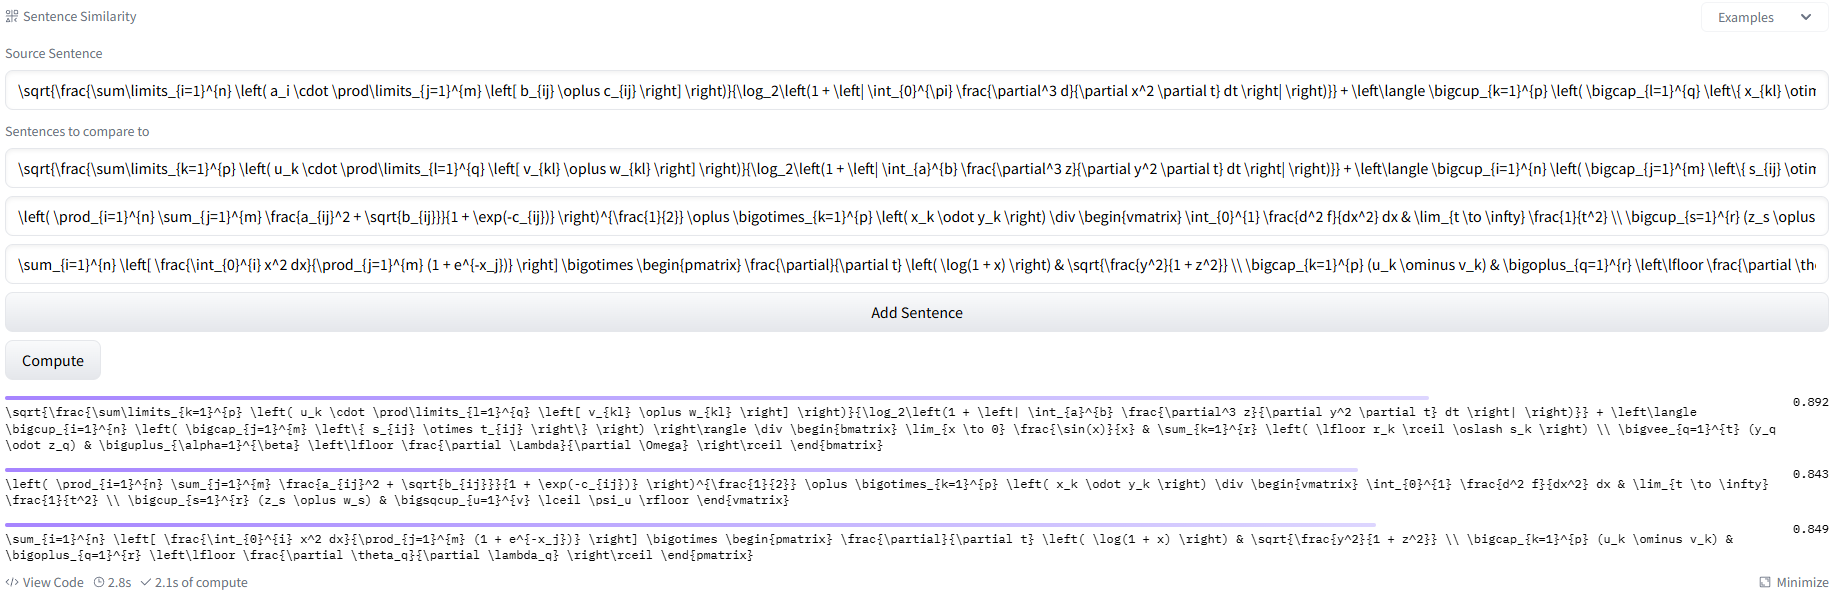 Sentence Similarity
Examples
Source Sentence
\sqrt{\frac{\sum\limits_{i=1}^{n} \left( a_i \cdot \prod\limits_{j=1}^{m} \left[ b_{ij} \oplus c_{ij} \right] \right)}{\log_2\left(1 + \left| \int_{0}^{\pi} \frac{\partial^3 d}{\partial x^2 \partial t} dt \right| \right)}} + \left\langle \bigcup_{k=1}^{p} \left( \bigcap_{l=1}^{q} \left\{ x_{kl} \otin
Sentences to compare to
\sqrt{\frac{\sum\limits_{k=1}^{p} \left( u_k \cdot \prod\limits_{l=1}^{q} \left[ v_{kl} \oplus w_{kl} \right] \right)}{\log_2\left(1 + \left| \int_{a}^{b} \frac{\partial^3 z}{\partial y^2 \partial t} dt \right| \right)}} + \left\langle \bigcup_{i=1}^{n} \left( \bigcap_{j=1}^{m} \left\{ s_{ij} \otin
\left( \prod_{i=1}^{n} \sum_{j=1}^{m} \frac{a_{ij}^2 + \sqrt{b_{ij}}}{1 + \exp(-c_{ij})} \right)^{\frac{1}{2}} \oplus \bigotimes_{k=1}^{p} \left( x_k \odot y_k \right) \div \begin{vmatrix} \int_{0}^{1} \frac{d^2 f}{dx^2} dx & \lim_{t \to \infty} \frac{1}{t^2} \\ \bigcup_{s=1}^{r} (z_s \oplus
\sum_{i=1}^{n} \left[ \frac{\int_{0}^{i} x^2 dx}{\prod_{j=1}^{m} (1 + e^{-x_j})} \right] \bigotimes \begin{pmatrix} \frac{\partial}{\partial t} \left( \log(1 + x) \right) & \sqrt{\frac{y^2}{1 + z^2}} \\ \bigcap_{k=1}^{p} (u_k \ominus v_k) & \bigoplus_{q=1}^{r} \left\lfloor \frac{\partial \the
Add Sentence
Compute
\sqrt{\frac{\sum\limits_{k=1}^{p} \left( u_k \cdot \prod\limits_{l=1}^{q} \left[ v_{kl} \oplus w_{kl} \right] \right)}{\log_2\left(1 + \left| \int_{a}^{b} \frac{\partial^3 z}{\partial y^2 \partial t} dt \right| \right)}} + \left\langle
0.892
\bigcup_{i=1}^{n} \left( \bigcap_{j=1}^{m} \left\{ s_{ij} \otimes t_{ij} \right\} \right) \right\rangle \div \begin{bmatrix} \lim_{x \to 0} \frac{\sin(x)}{x} & \sum_{k=1}^{r} \left( \lfloor r_k \rceil \oslash s_k \right) \\ \bigvee_{q=1}^{t} (y_q
\odot z_q) & \biguplus_{\alpha=1}^{\beta} \left\lfloor \frac{\partial \Lambda}{\partial \Omega} \right\rceil \end{bmatrix}
\left( \prod_{i=1}^{n} \sum_{j=1}^{m} \frac{a_{ij}^2 + \sqrt{b_{ij}}}{1 + \exp(-c_{ij})} \right)^{\frac{1}{2}} \oplus \bigotimes_{k=1}^{p} \left( x_k \odot y_k \right) \div \begin{vmatrix} \int_{0}^{1} \frac{d^2 f}{dx^2} dx & \lim_{t \to \infty}
0.843
\frac{1}{t^2} \\ \bigcup_{s=1}^{r} (z_s \oplus w_s) & \bigsqcup_{u=1}^{v} \lceil \psi_u \rfloor \end{vmatrix}
\sum_{i=1}^{n} \left[ \frac{\int_{0}^{i} x^2 dx}{\prod_{j=1}^{m} (1 + e^{-x_j})} \right] \bigotimes \begin{pmatrix} \frac{\partial}{\partial t} \left( \log(1 + x) \right) & \sqrt{\frac{y^2}{1 + z^2}} \\ \bigcap_{k=1}^{p} (u_k \ominus v_k) &
0.849
\bigoplus_{q=1}^{r} \left\lfloor \frac{\partial \theta_q}{\partial \lambda_q} \right\rceil \end{pmatrix}
</> View Code 2.8s 2.1s of compute
Minimize